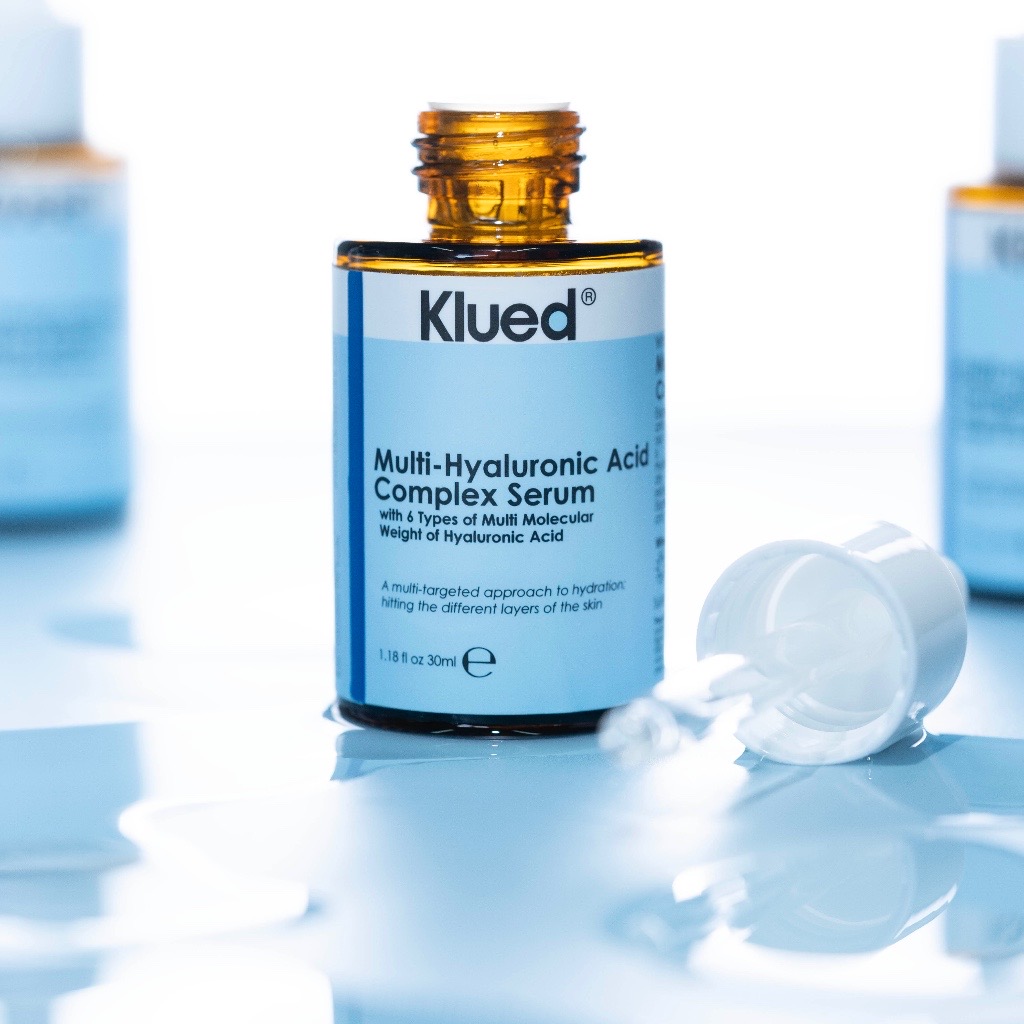 Klued®
Multi-Hyaluronic Acid
Complex Serum
with 6 Types of Multi Molecular
Weight of Hyaluronic Acid
A multi-targeted approach to hydration:
hitting the different layers of the skin
1.18 fl oz 30ml ℮